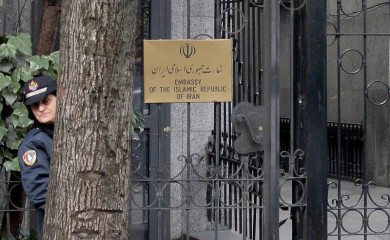 سفارت جمهوری اسلامی ایران
EMBASSY
OF THE ISLAMIC REPUBLIC
OF IRAN